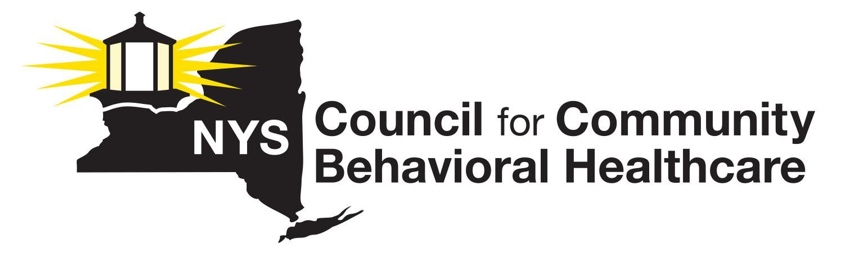 NYS
Council for Community
Behavioral Healthcare